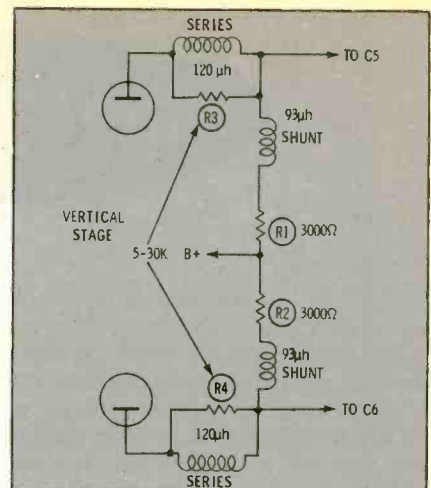 SERIES
120 μh
TO C5
R3
93μh
SHUNT
VERTICAL
STAGE
R1 3000Ω
5-30K B+
R2 3000Ω
93μh
SHUNT
R4
TO C6
120μh
SERIES